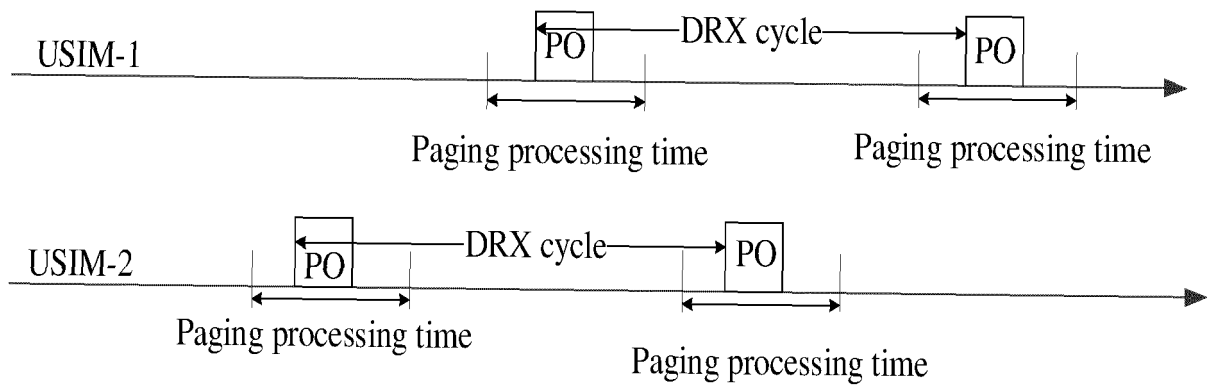 USIM-1
PO
DRX cycle
PO
Paging processing time
Paging processing time
USIM-2
PO
DRX cycle
PO
Paging processing time
Paging processing time